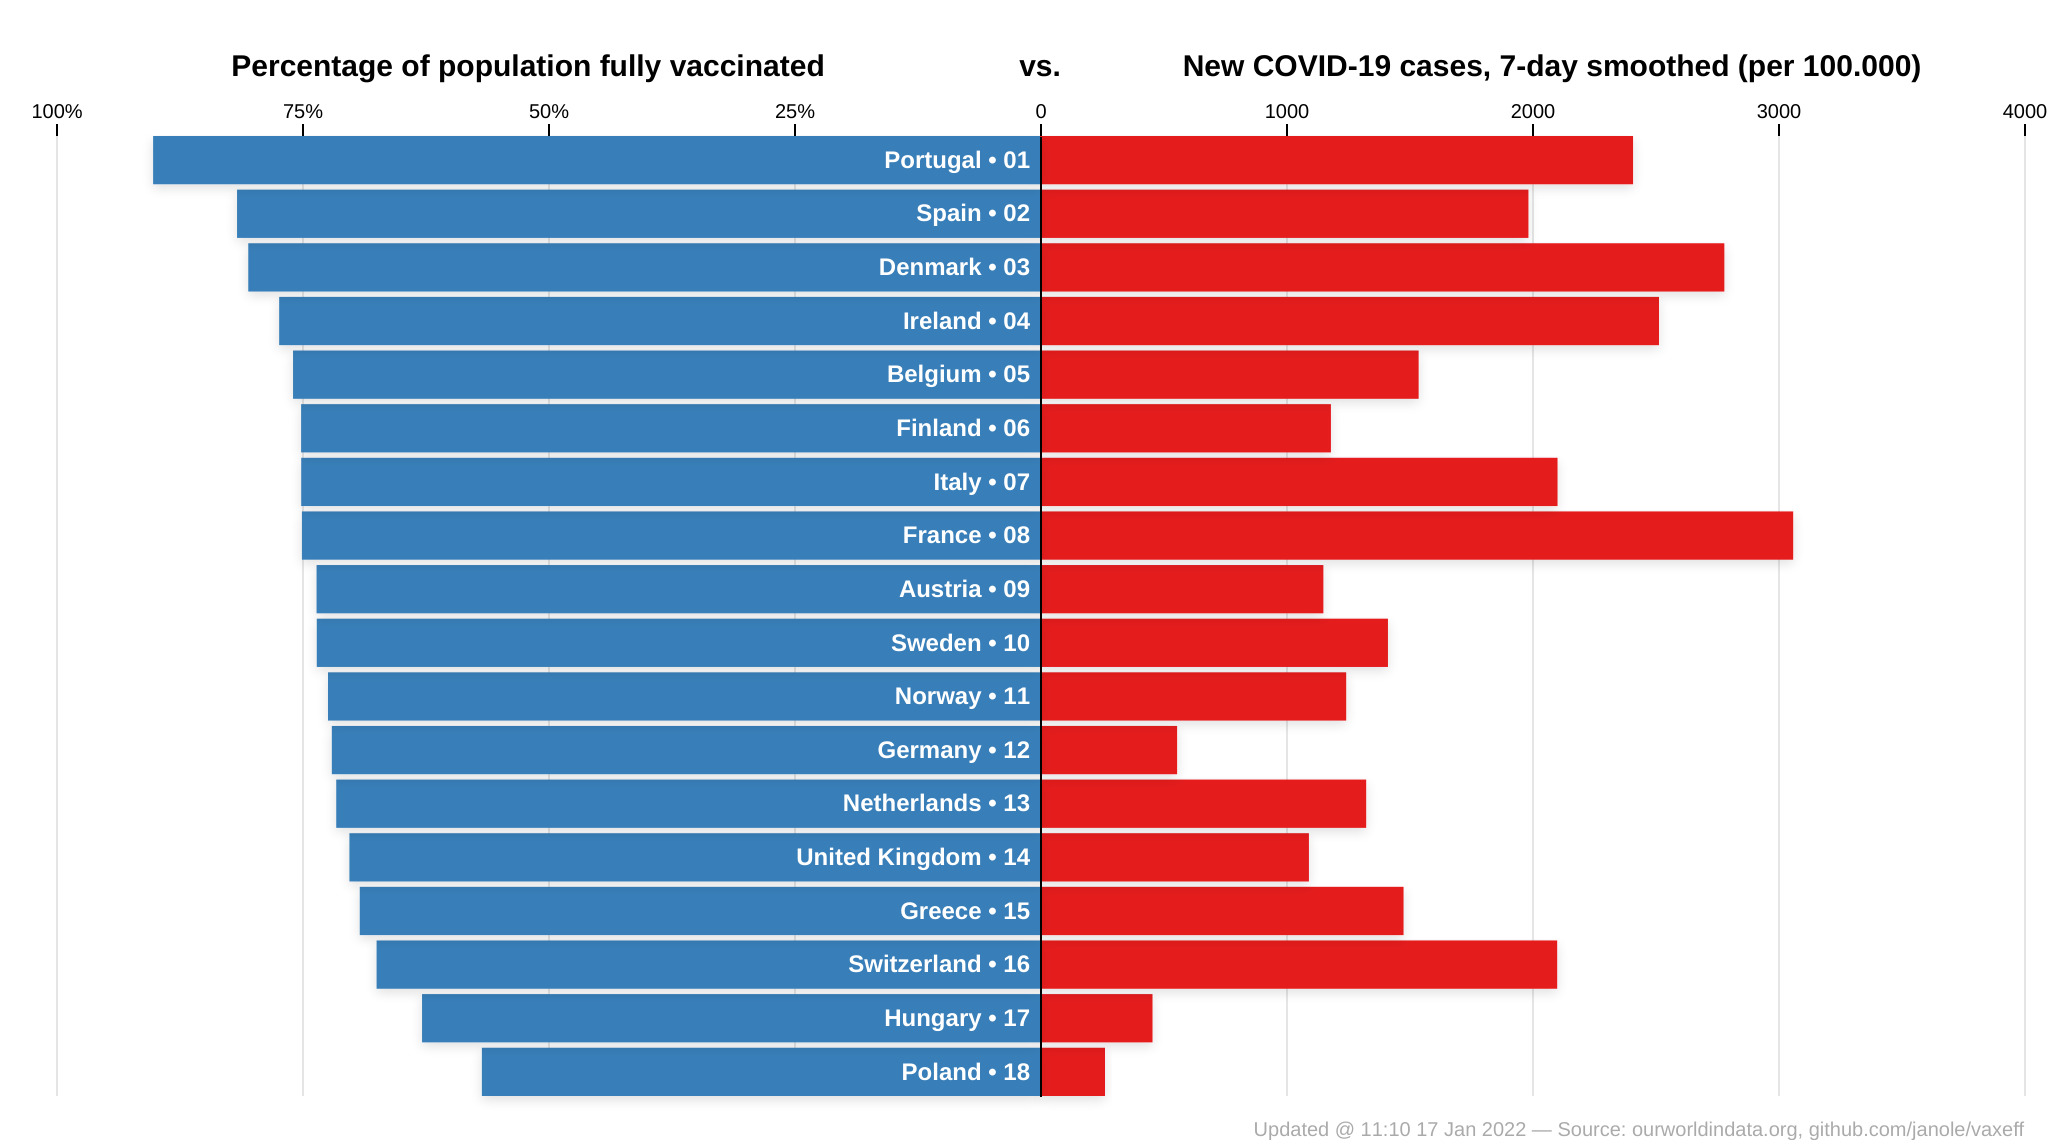 Percentage of population fully vaccinated vs. New COVID-19 cases, 7-day smoothed (per 100.000)
100% 75% 50% 25% 0 1000 2000 3000 4000
Portugal • 01
Spain • 02
Denmark • 03
Ireland • 04
Belgium • 05
Finland • 06
Italy • 07
France • 08
Austria • 09
Sweden • 10
Norway • 11
Germany • 12
Netherlands • 13
United Kingdom • 14
Greece • 15
Switzerland • 16
Hungary • 17
Poland • 18
Updated @ 11:10 17 Jan 2022 — Source: ourworldindata.org, github.com/janole/vaxeff